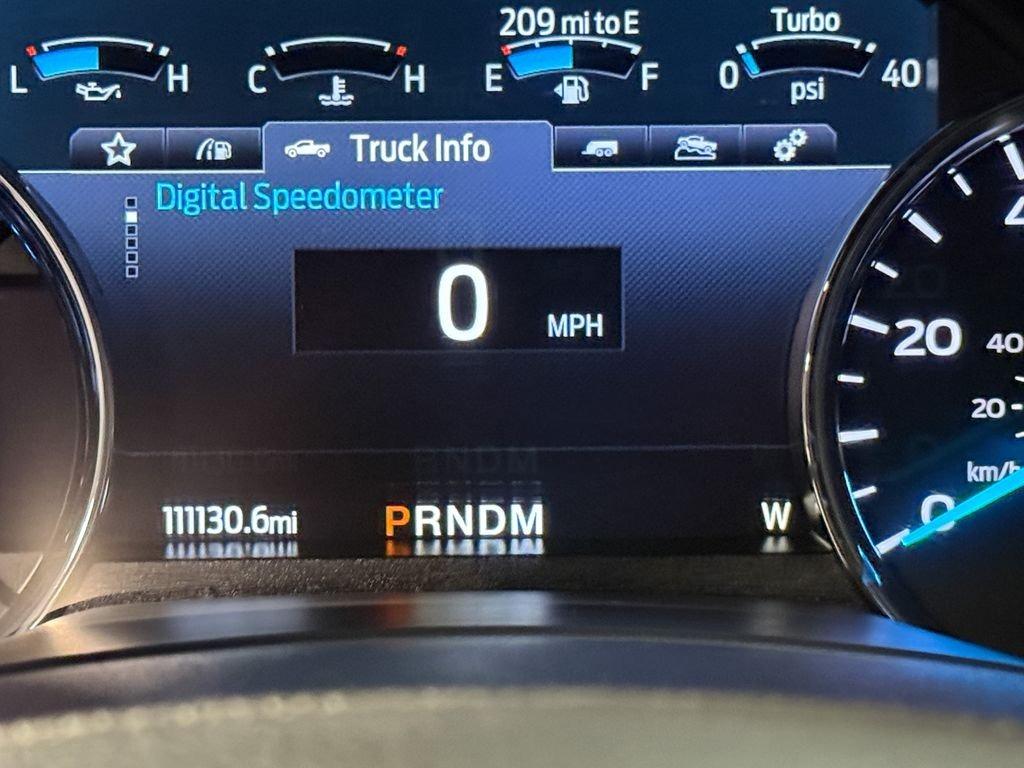 209 mi to E
Turbo
L H
C H
E F
0 40
psi
Truck Info
Digital Speedometer
0 MPH
20
40
20
km/h
0
111130.6mi
PRNDM
W